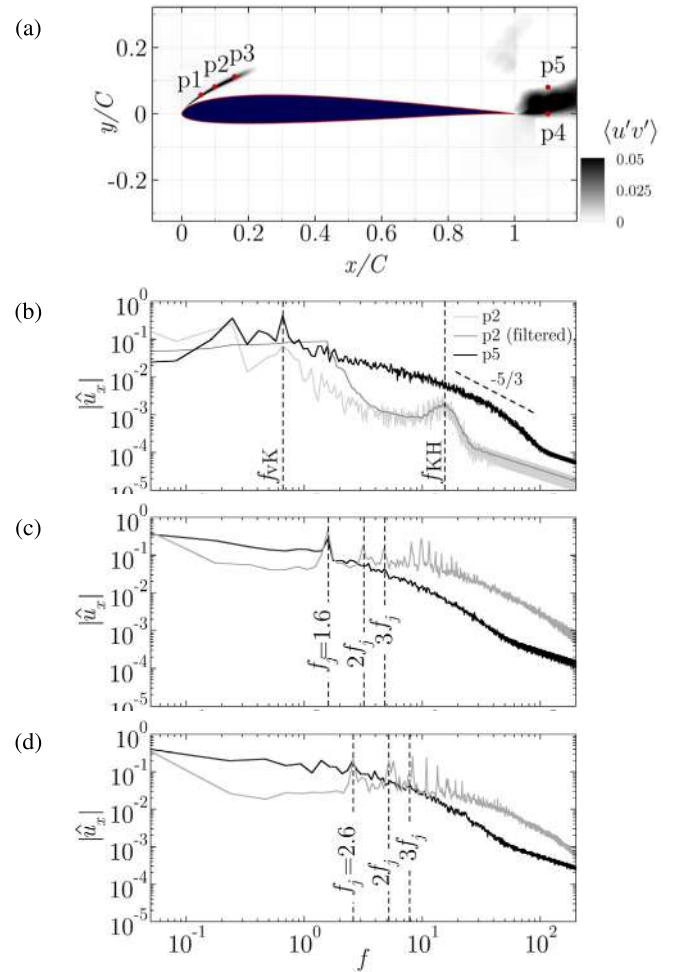 (a)
0.2
0
-0.2
y/C
p1 p2 p3
p5
p4
⟨u′v′⟩
0.05
0.025
0
0 0.2 0.4 0.6 0.8 1
x/C
(b)
10^0
10^-1
10^-2
10^-3
10^-4
10^-5
|û_x|
p2
p2 (filtered)
p5
-5/3
f_vK
f_KH
(c)
10^0
10^-1
10^-2
10^-3
10^-4
10^-5
|û_x|
f_j=1.6
2f_j
3f_j
(d)
10^0
10^-1
10^-2
10^-3
10^-4
10^-5
|û_x|
f_j=2.6
2f_j
3f_j
10^-1 10^0 10^1 10^2
f